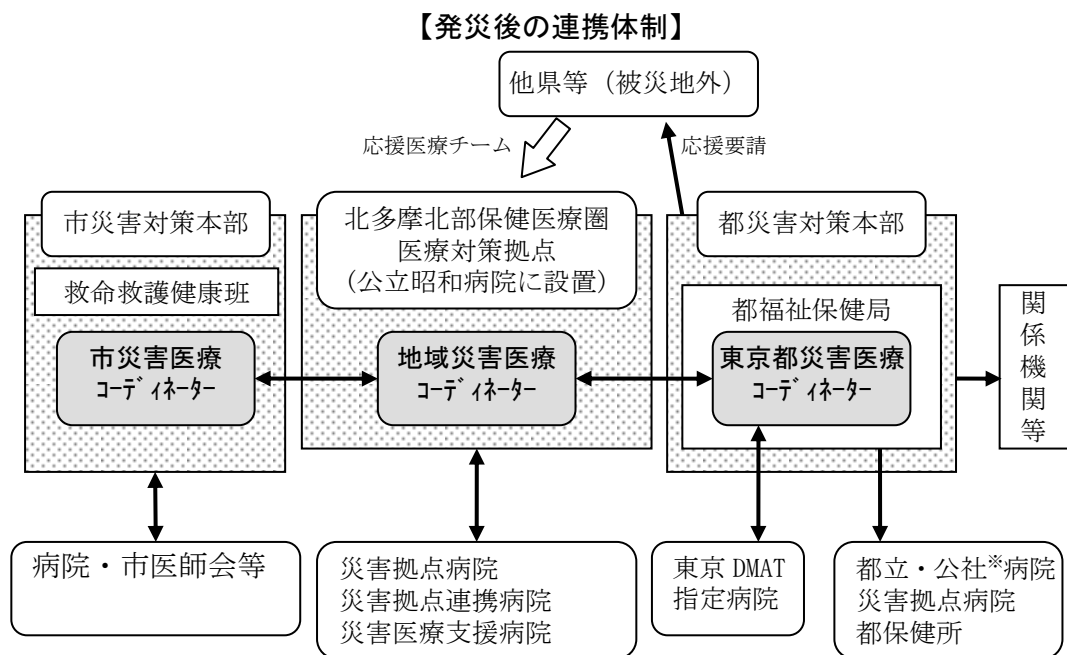 【発災後の連携体制】
他県等（被災地外）
応援医療チーム
応援要請
市災害対策本部
救命救護健康班
市災害医療
ｺｰﾃﾞｨﾈｰﾀｰ
北多摩北部保健医療圏
医療対策拠点
(公立昭和病院に設置)
地域災害医療
ｺｰﾃﾞｨﾈｰﾀｰ
都災害対策本部
都福祉保健局
東京都災害医療
ｺｰﾃﾞｨﾈｰﾀｰ
関係機関等
病院・市医師会等
災害拠点病院
災害拠点連携病院
災害医療支援病院
東京 DMAT
指定病院
都立・公社※病院
災害拠点病院
都保健所